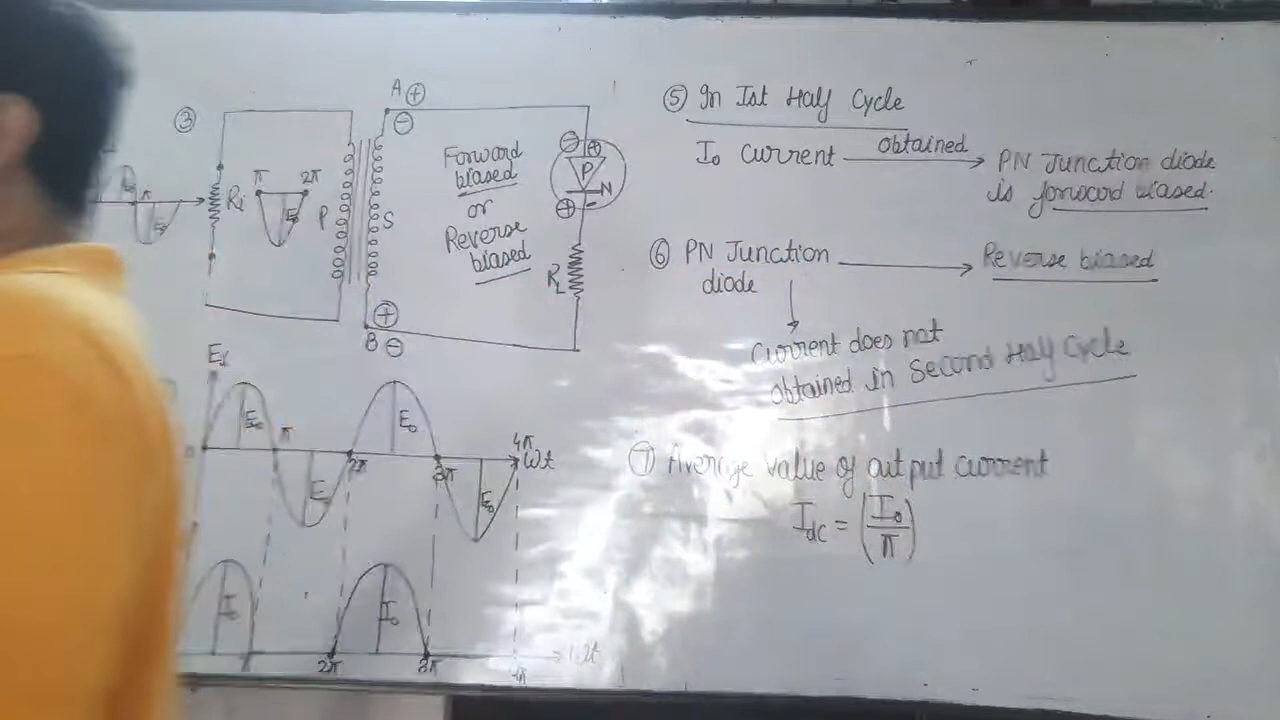 ③
A ⊕
⊖
Ri
π 2π
E₀
P
S
Forward
biased
or
Reverse
biased
⊖ ⊕
P
N
⊕ -
RL
⊕
B ⊖
π
Ei
E₀ π 2π E₀ 3π E₀ 4π
ωt
I₀ 2π I₀ 3π 4π
⑤ In Ist Half Cycle
I₀ current obtained PN Junction diode
is forward biased.
⑥ PN Junction Reverse biased
diode
Current does not
obtained in Second Half Cycle
⑦ Average value of output current
Idc = (I₀/π)